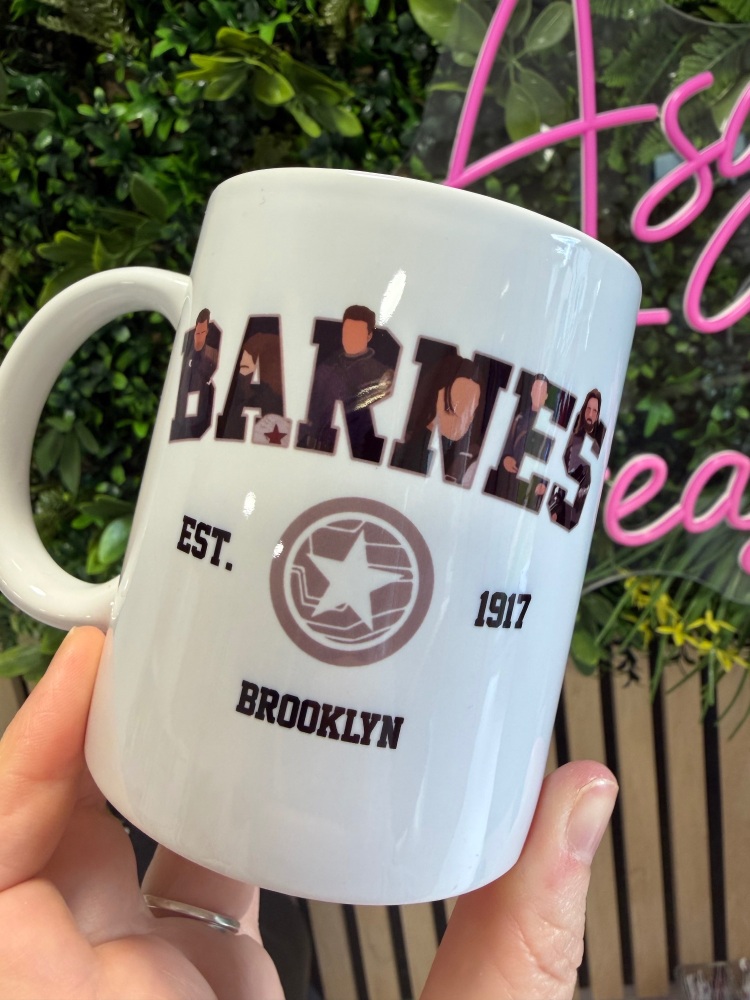 BARNES
EST.
1917
BROOKLYN